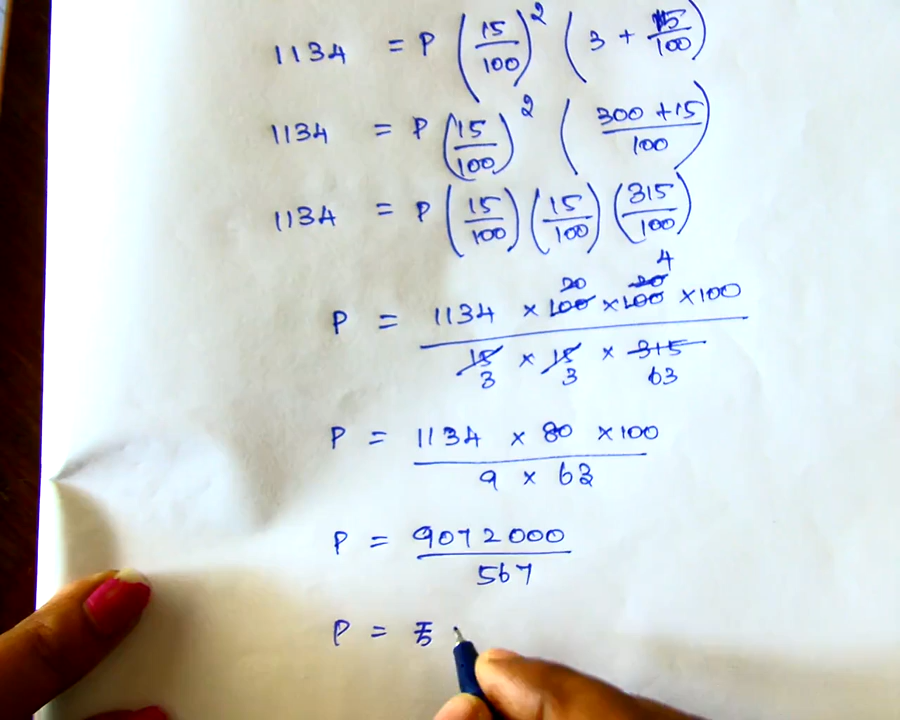 1134 = P (15/100)² (3 + 15/100)
1134 = P (15/100)² (300 + 15/100)
1134 = P (15/100) (15/100) (315/100)
20 20 4
P = 1134 × 100 × 100 × 100 / 15 × 15 × 315
3 3 63
P = 1134 × 80 × 100 / 9 × 63
P = 9072000 / 567
P =